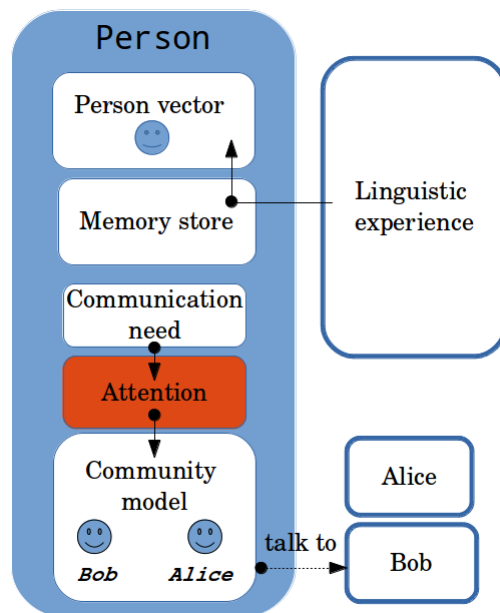 Person
Person vector
Linguistic
experience
Memory store
Communication
need
Attention
Community
model
Bob
Alice
talk to
Alice
Bob